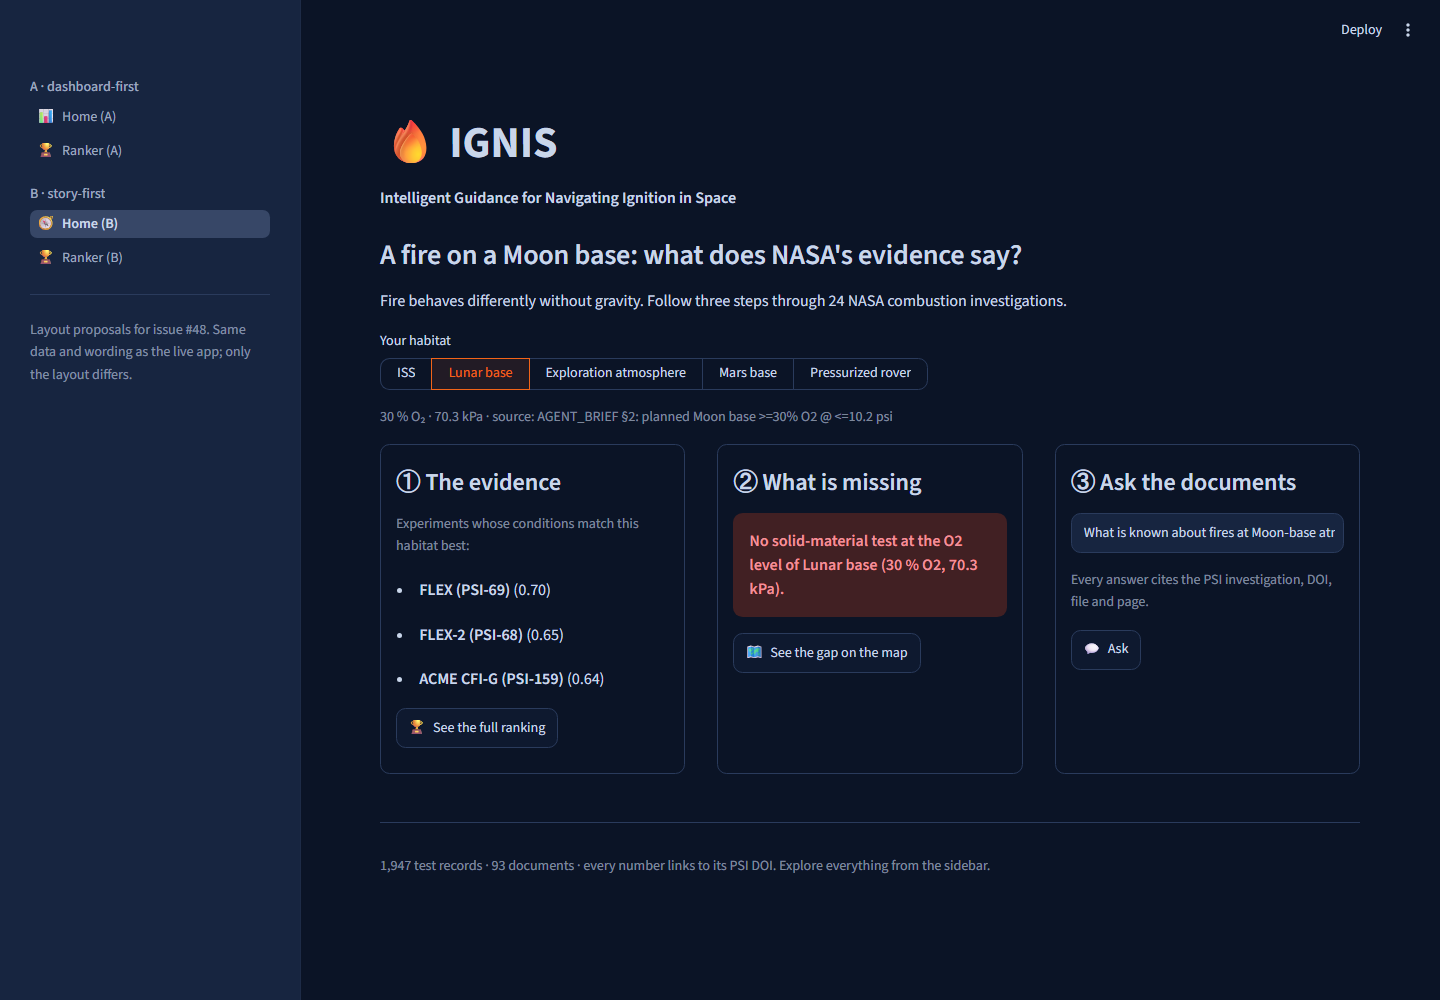 Deploy
A · dashboard-first
Home (A)
Ranker (A)
B · story-first
Home (B)
Ranker (B)
Layout proposals for issue #48. Same
data and wording as the live app; only
the layout differs.
IGNIS
Intelligent Guidance for Navigating Ignition in Space
A fire on a Moon base: what does NASA's evidence say?
Fire behaves differently without gravity. Follow three steps through 24 NASA combustion investigations.
Your habitat
ISS Lunar base Exploration atmosphere Mars base Pressurized rover
30 % O₂ · 70.3 kPa · source: AGENT_BRIEF §2: planned Moon base >=30% O2 @ <=10.2 psi
① The evidence
Experiments whose conditions match this
habitat best:
• FLEX (PSI-69) (0.70)
• FLEX-2 (PSI-68) (0.65)
• ACME CFI-G (PSI-159) (0.64)
See the full ranking
② What is missing
No solid-material test at the O2
level of Lunar base (30 % O2, 70.3
kPa).
See the gap on the map
③ Ask the documents
What is known about fires at Moon-base atr
Every answer cites the PSI investigation, DOI,
file and page.
Ask
1,947 test records · 93 documents · every number links to its PSI DOI. Explore everything from the sidebar.